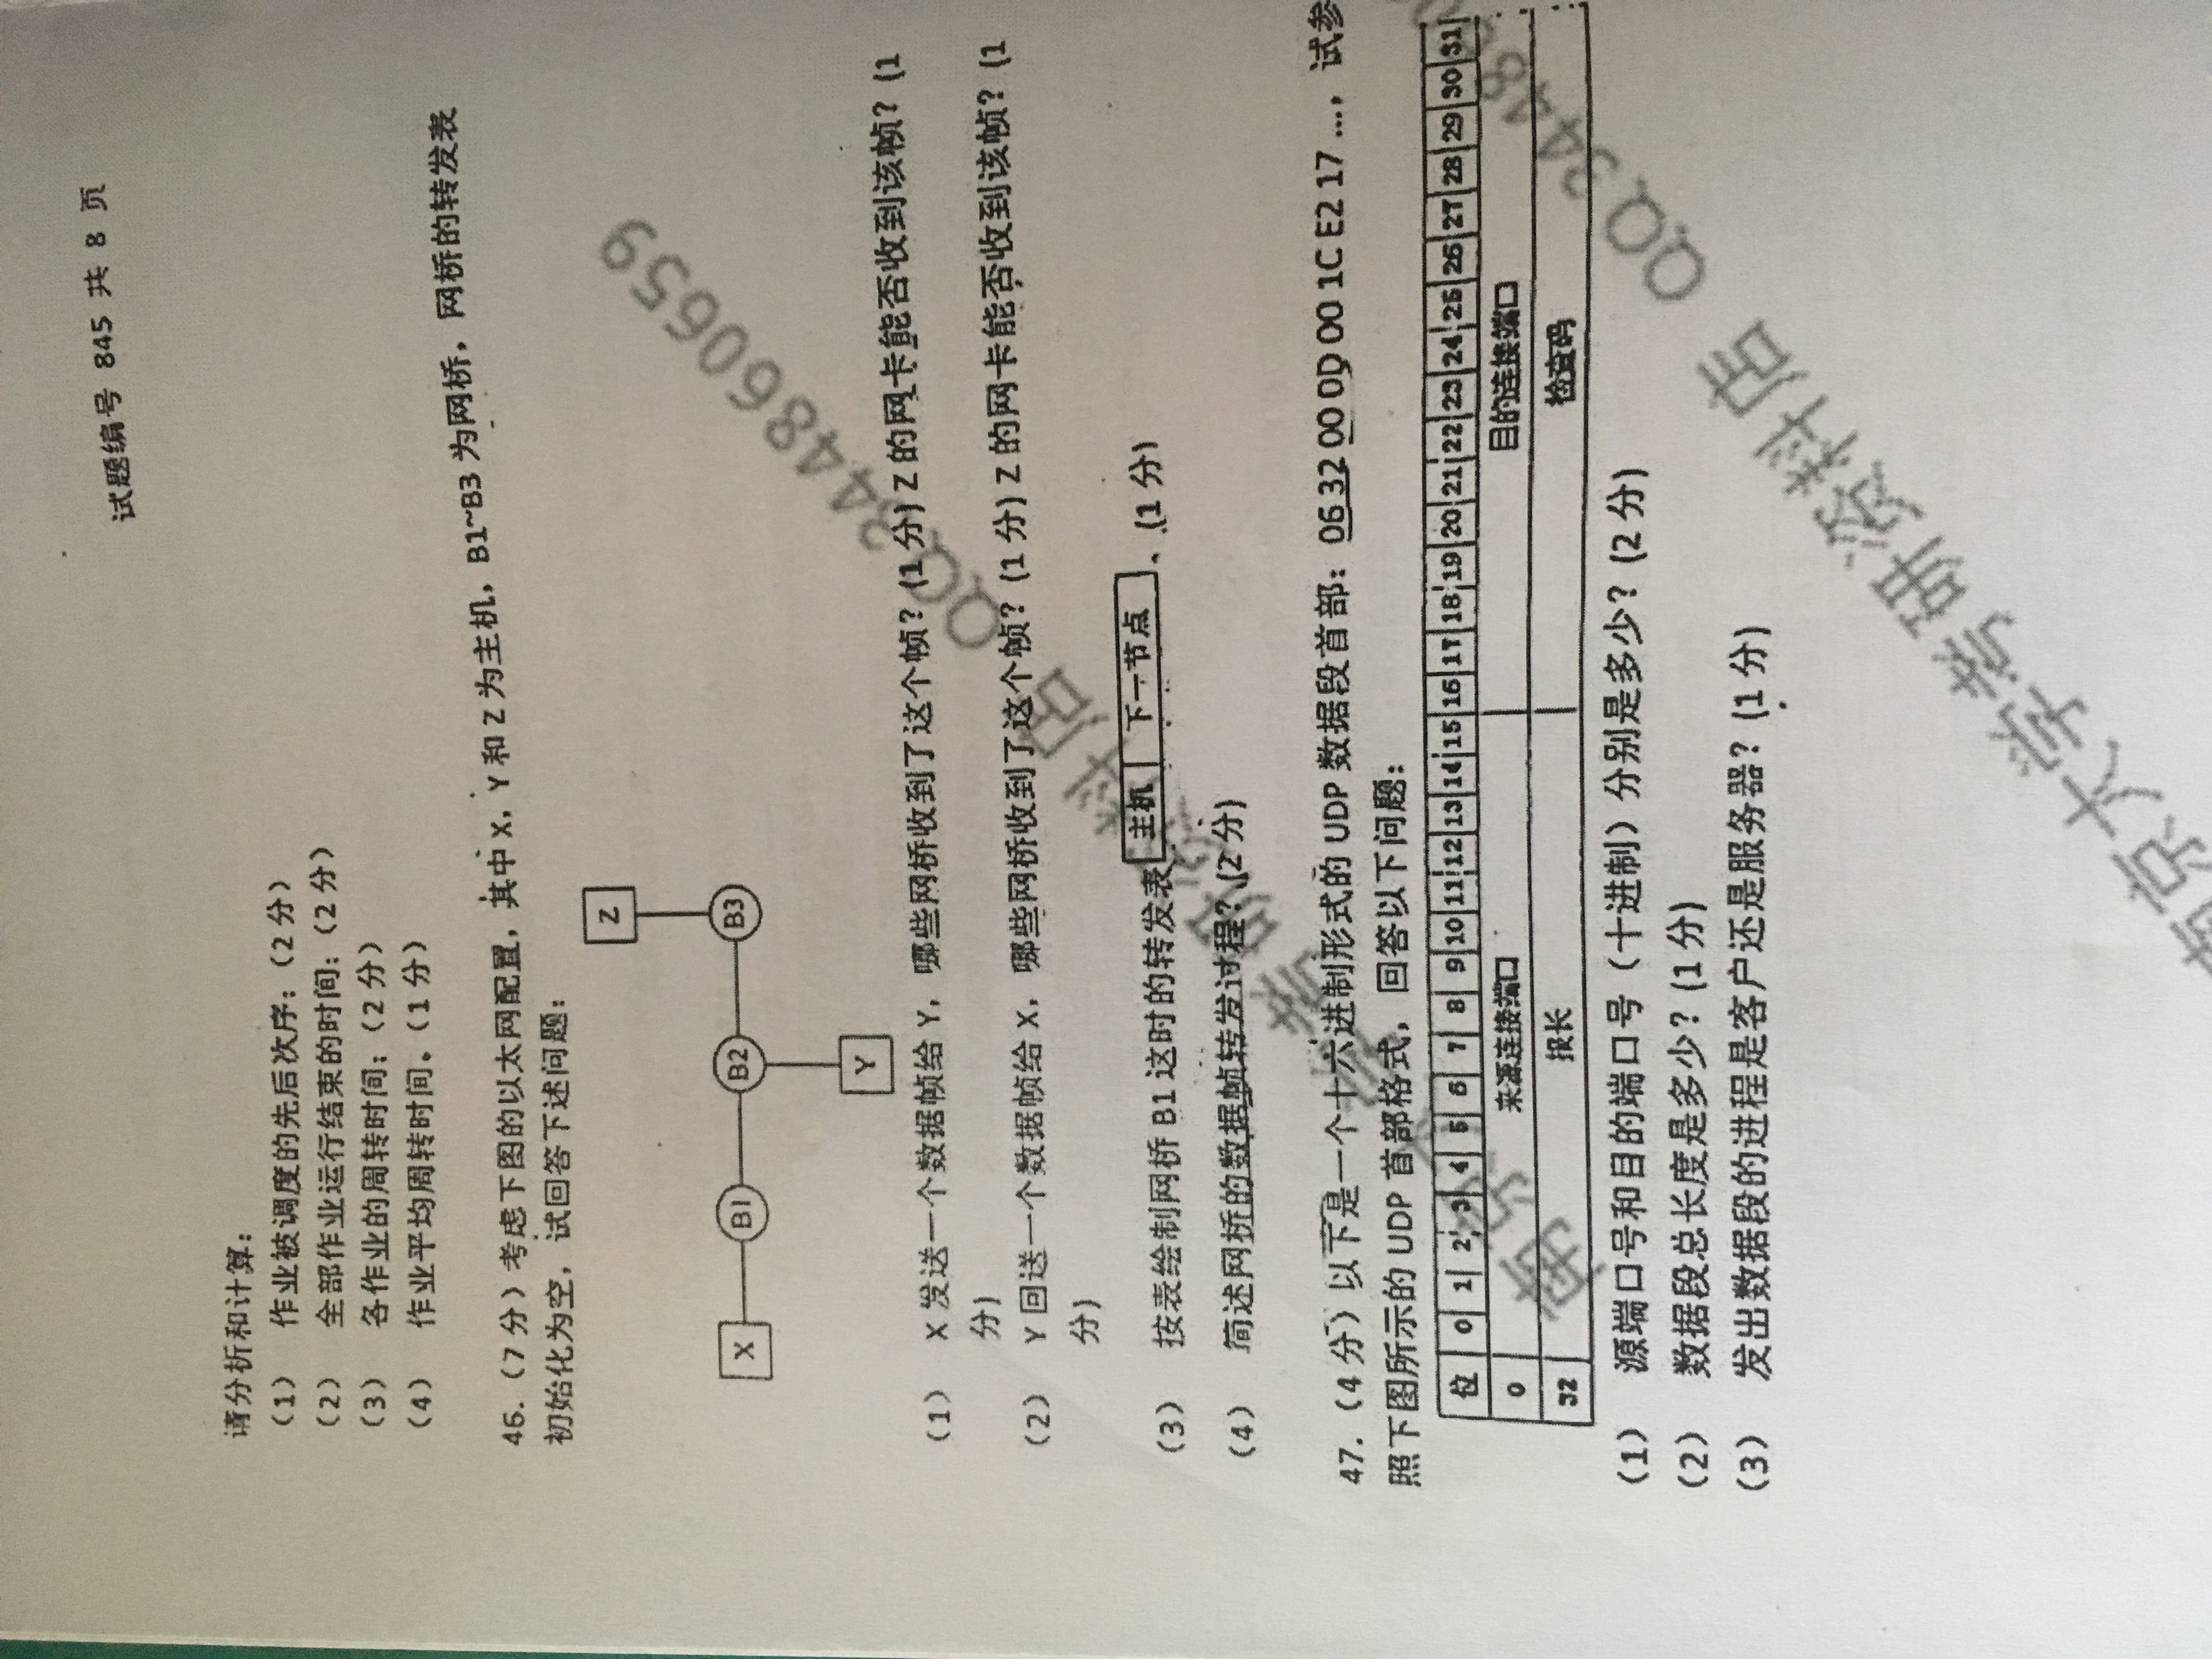 试题编号 845 共 8 页
请分析和计算：
（1） 作业被调度的先后次序；（2 分）
（2） 全部作业运行结束的时间；（2 分）
（3） 各作业的周转时间；（2 分）
（4） 作业平均周转时间。（1 分）
46.（7 分）考虑下图的以太网配置，其中 X，Y 和 Z 为主机，B1~B3 为网桥，网桥的转发表
初始化为空，试回答下述问题：
Z
X B1 B2 B3
Y
（1） X 发送一个数据帧给 Y，哪些网桥收到了这个帧？(1 分) Z 的网卡能否收到该帧？(1
分)
（2） Y 回送一个数据帧给 X，哪些网桥收到了这个帧？(1 分) Z 的网卡能否收到该帧？(1
分)
（3） 按表绘制网桥 B1 这时的转发表 主机 下一节点 。(1 分)
（4） 简述网桥的数据帧转发过程？(2 分)
47.（4 分）以下是一个十六进制形式的 UDP 数据段首部：06 32 00 0D 00 1C E2 17 …，试参
照下图所示的 UDP 首部格式，回答以下问题：
位 0 1 2 3 4 5 6 7 8 9 10 11 12 13 14 15 16 17 18 19 20 21 22 23 24 25 26 27 28 29 30 31
0 来源连接端口 目的连接端口
32 报长 检查码
（1） 源端口号和目的端口号（十进制）分别是多少？(2 分)
（2） 数据段总长度是多少？(1 分)
（3） 发出数据段的进程是客户还是服务器？(1 分)
南京大学考研资料店 QQ 344860659
南京大学考研资料店 QQ 34486